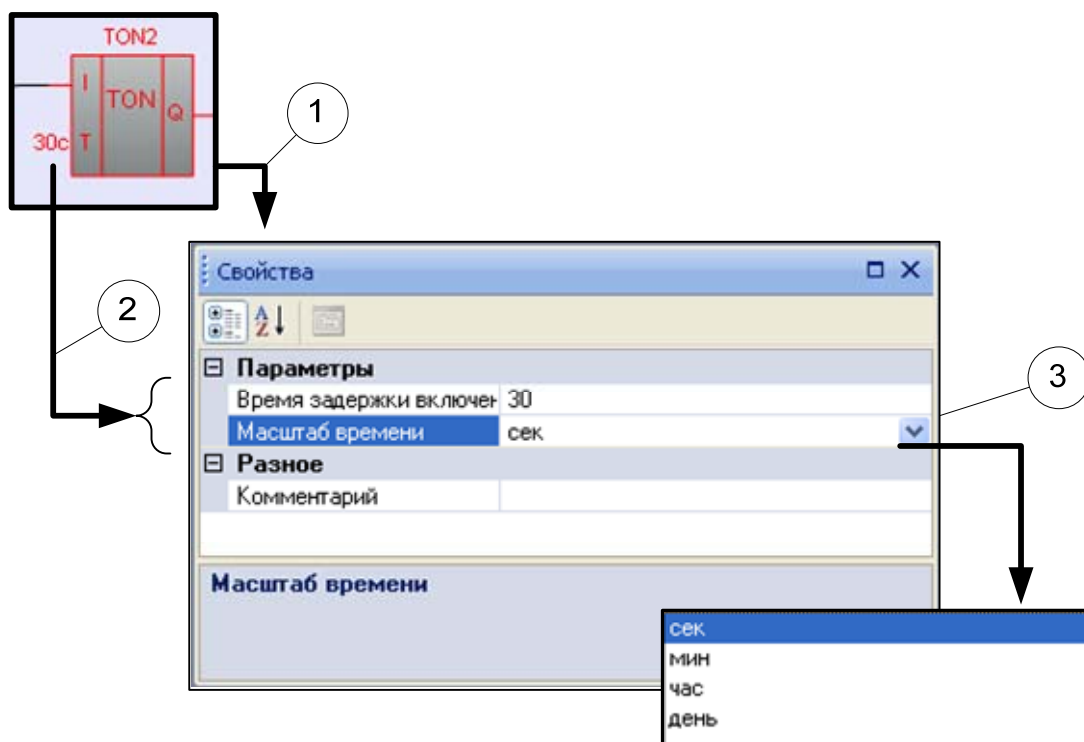 TON2
I
TON
Q
30с
T
1
2
3
Свойства
A
Z
Параметры
Время задержки включен
30
Масштаб времени
сек
Разное
Комментарий
Масштаб времени
сек
мин
час
день